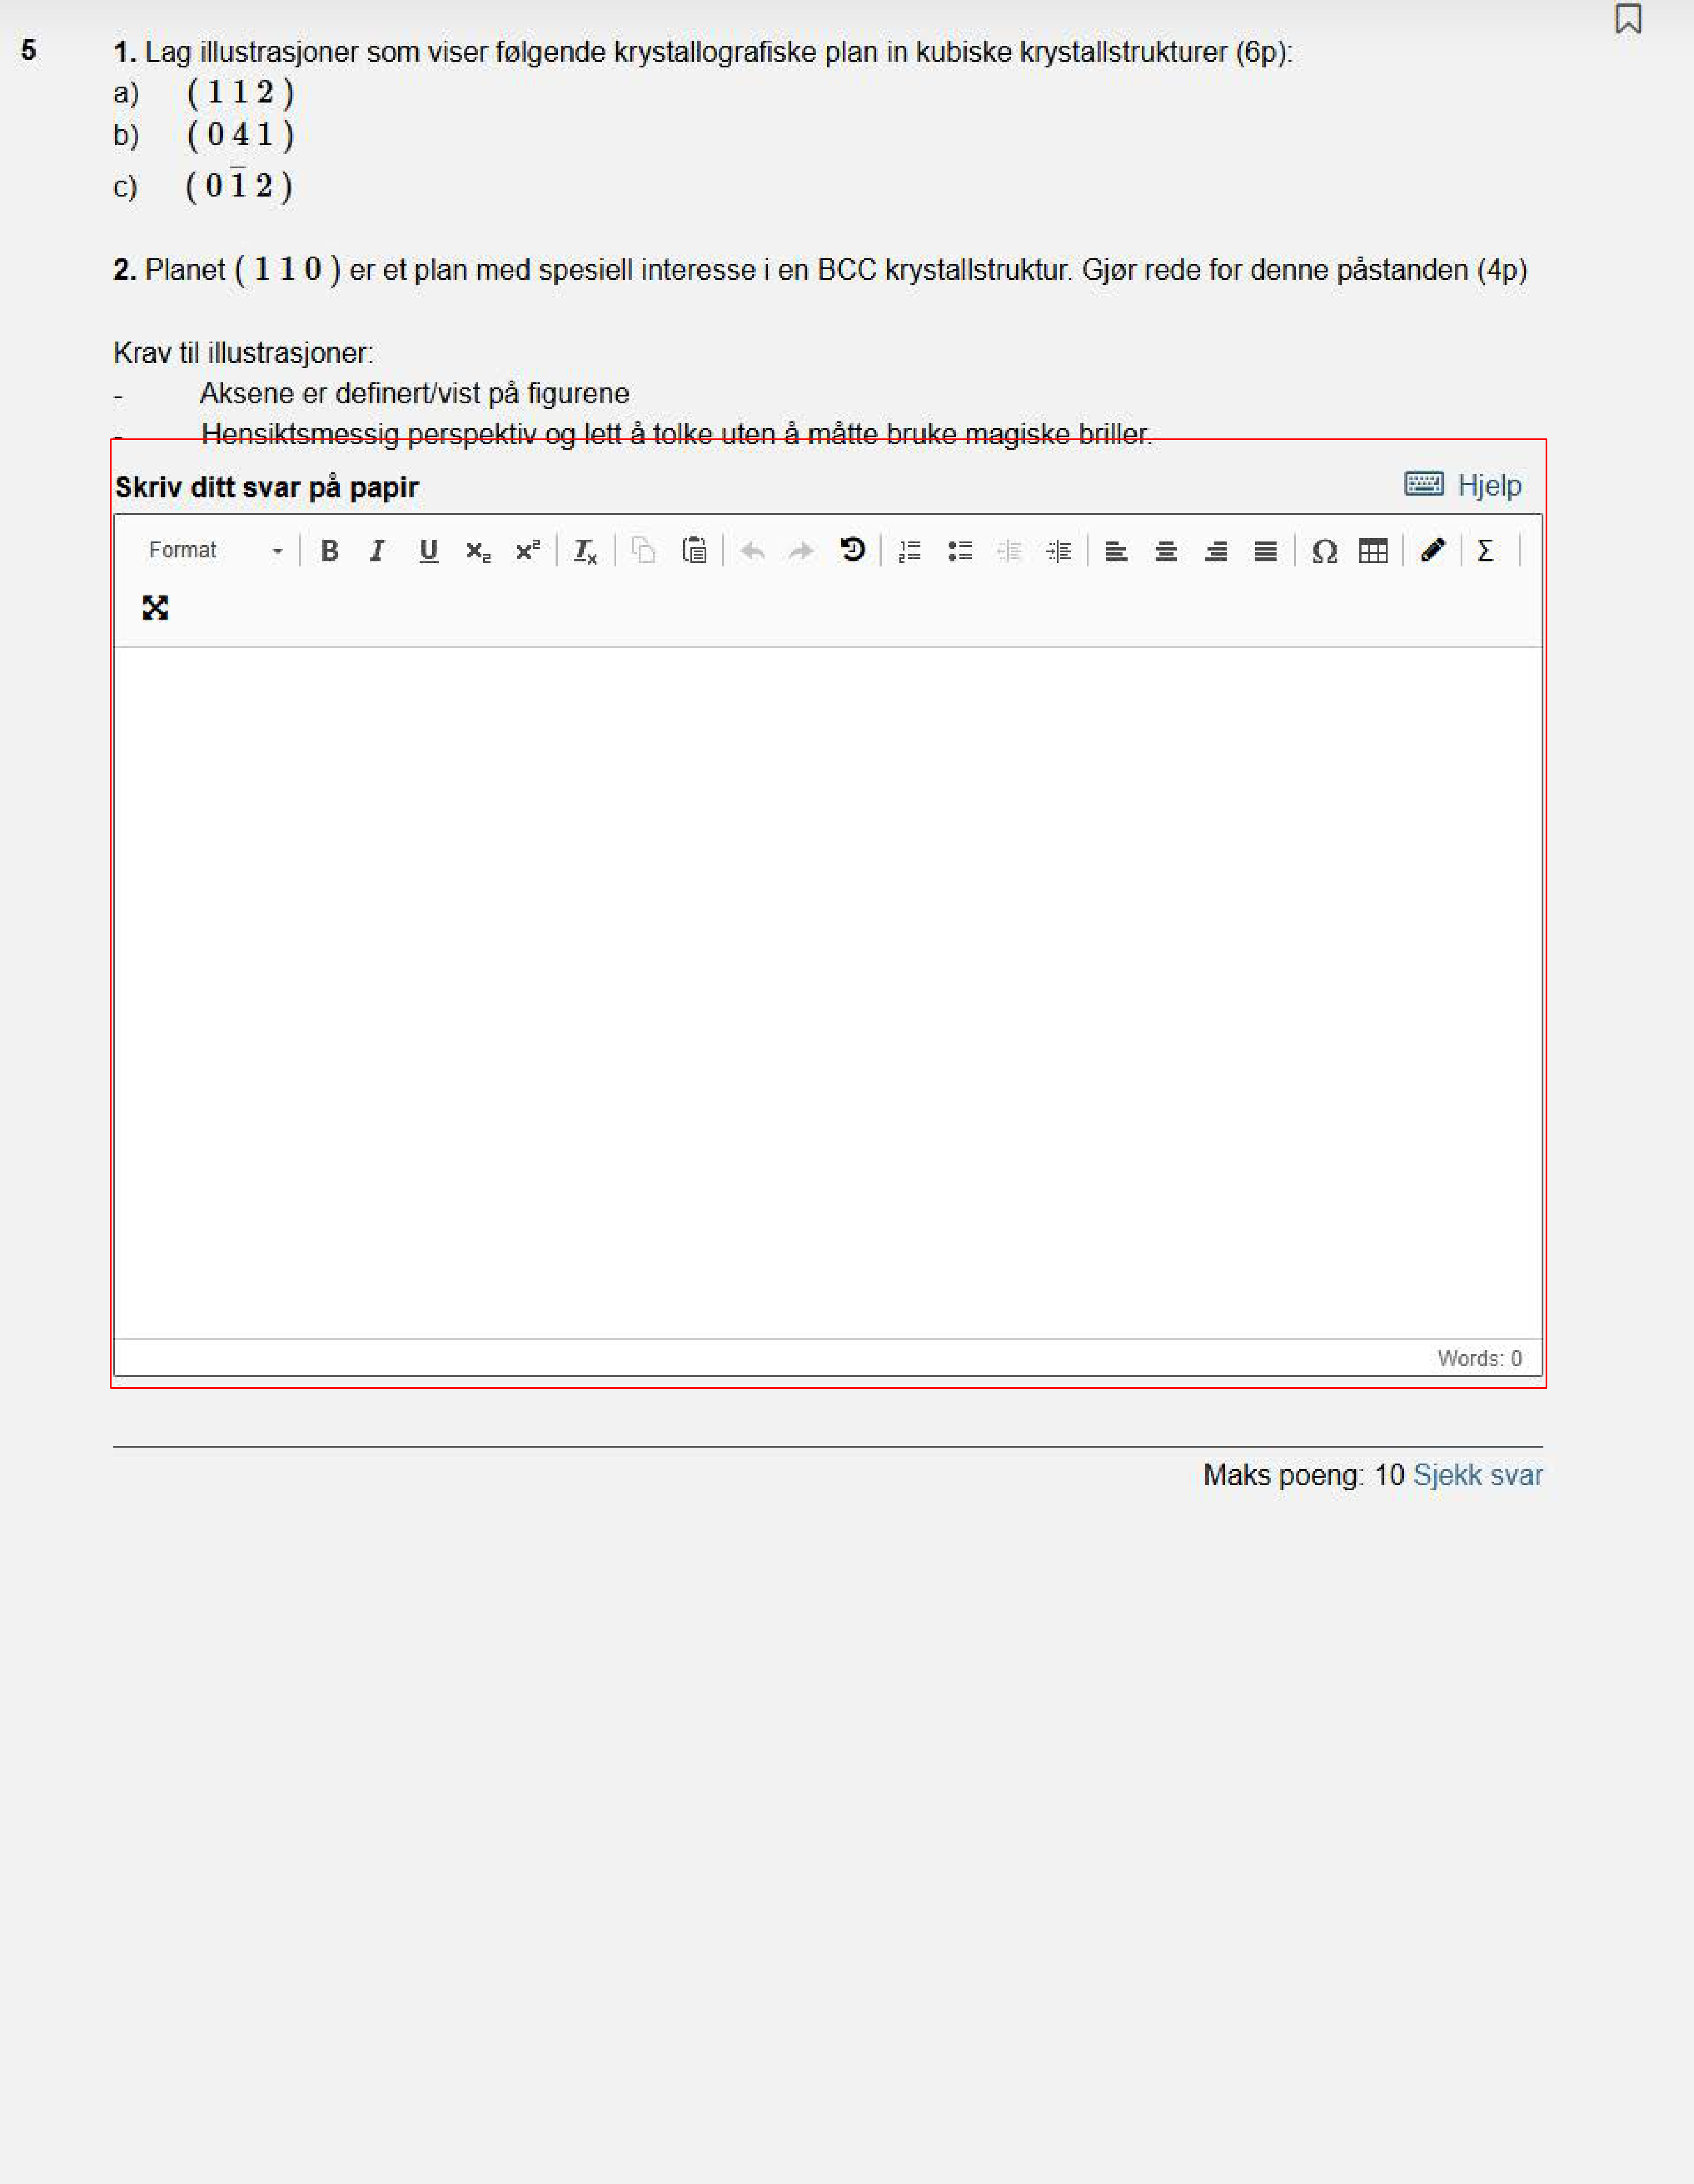 5 1. Lag illustrasjoner som viser følgende krystallografiske plan in kubiske krystallstrukturer (6p):
a) ( 1 1 2 )
b) ( 0 4 1 )
c) ( 0 1̅ 2 )
2. Planet ( 1 1 0 ) er et plan med spesiell interesse i en BCC krystallstruktur. Gjør rede for denne påstanden (4p)
Krav til illustrasjoner:
- Aksene er definert/vist på figurene
- Hensiktsmessig perspektiv og lett å tolke uten å måtte bruke magiske briller.
Skriv ditt svar på papir Hjelp
Format B I U x₂ x² Tx Ω Σ
Words: 0
Maks poeng: 10 Sjekk svar